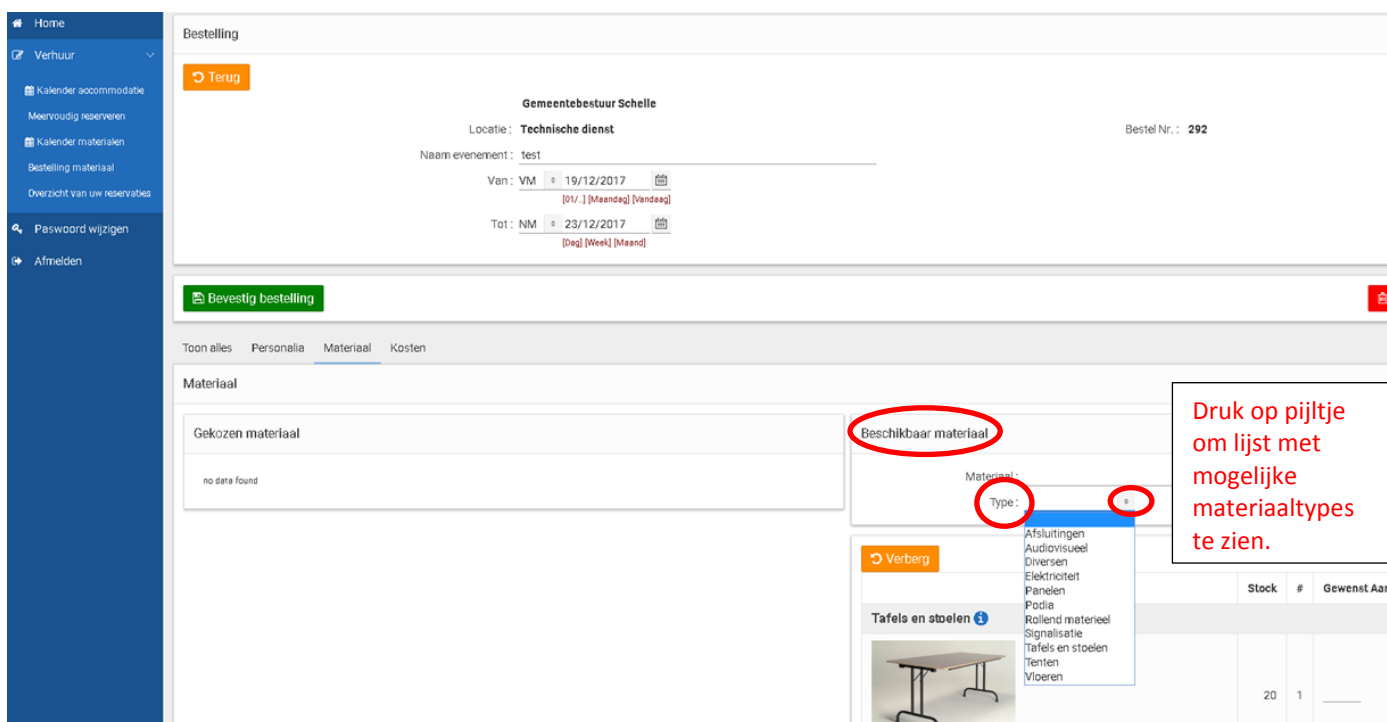 Home
Verhuur
Kalender accommodatie
Meervoudig reserveren
Kalender materialen
Bestelling materiaal
Overzicht van uw reservaties
Paswoord wijzigen
Afmelden
Bestelling
Terug
Gemeentebestuur Schelle
Locatie : Technische dienst
Bestel Nr. : 292
Naam evenement : test
Van : VM 19/12/2017
[01/..] [Maandag] [Vandaag]
Tot : NM 23/12/2017
[Dag] [Week] [Maand]
Bevestig bestelling
Toon alles Personalia Materiaal Kosten
Materiaal
Gekozen materiaal
no data found
Beschikbaar materiaal
Materiaal :
Type :
Afsluitingen
Audiovisueel
Diversen
Elektriciteit
Panelen
Podia
Rollend materieel
Signalisatie
Tafels en stoelen
Tenten
Vloeren
Druk op pijltje
om lijst met
mogelijke
materiaaltypes
te zien.
Verberg
Stock # Gewenst Aan
Tafels en stoelen
20 1